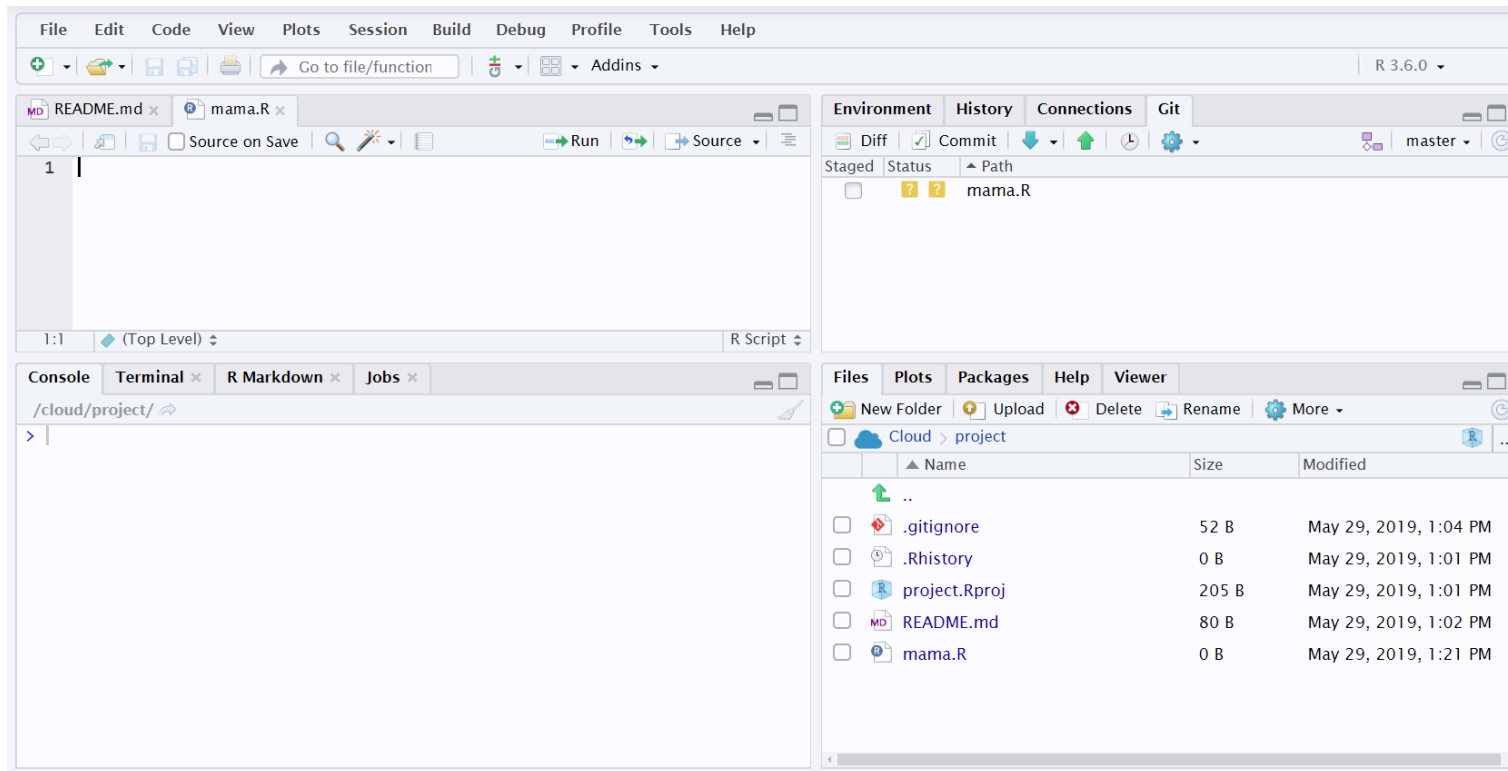 File Edit Code View Plots Session Build Debug Profile Tools Help
Go to file/function Addins R 3.6.0
MD README.md mama.R
Source on Save Run Source
1
1:1 (Top Level) R Script
Environment History Connections Git
Diff Commit master
Staged Status Path
? ? mama.R
Console Terminal R Markdown Jobs
/cloud/project/
>
Files Plots Packages Help Viewer
New Folder Upload Delete Rename More
Cloud project R ..
Name Size Modified
..
.gitignore 52 B May 29, 2019, 1:04 PM
.Rhistory 0 B May 29, 2019, 1:01 PM
R project.Rproj 205 B May 29, 2019, 1:01 PM
MD README.md 80 B May 29, 2019, 1:02 PM
R mama.R 0 B May 29, 2019, 1:21 PM